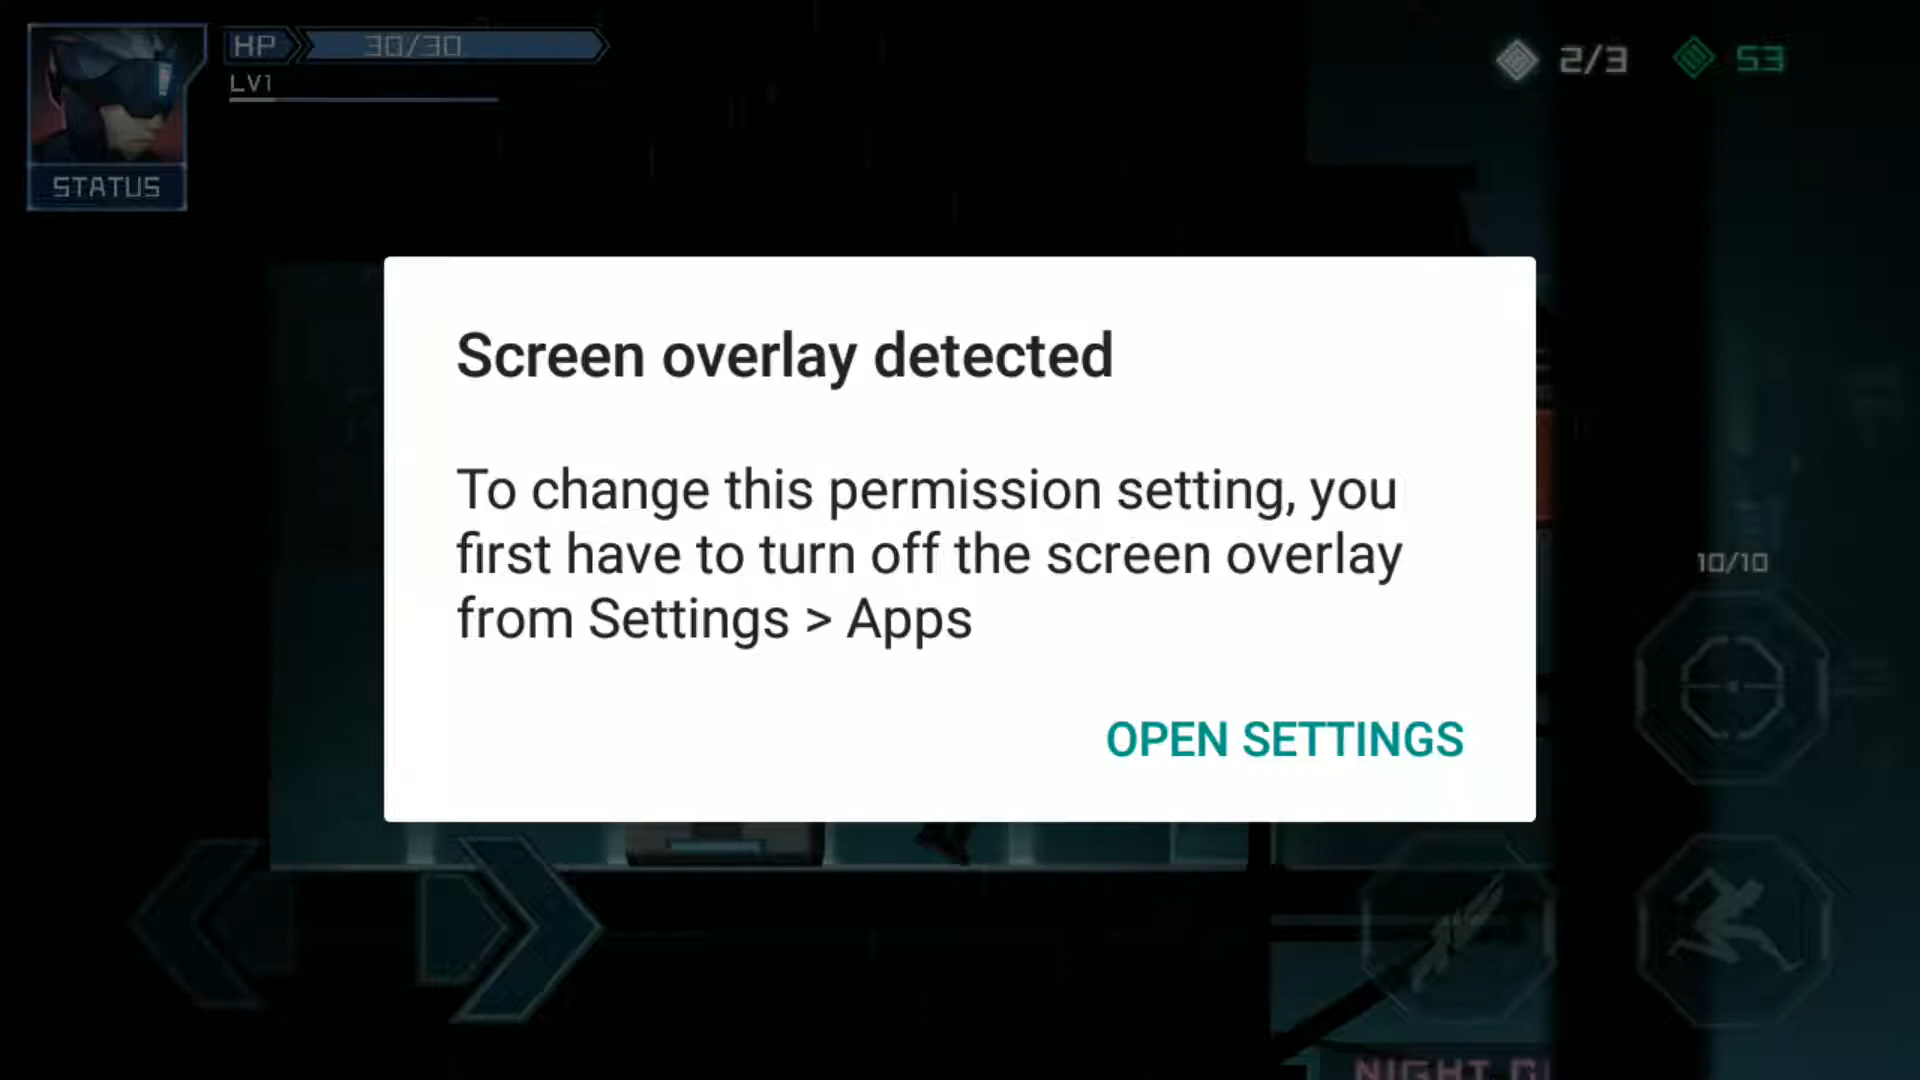 HP 30/30
LV1
STATUS
2/3 53
Screen overlay detected
To change this permission setting, you
first have to turn off the screen overlay
from Settings > Apps
OPEN SETTINGS
10/10
NIGHT